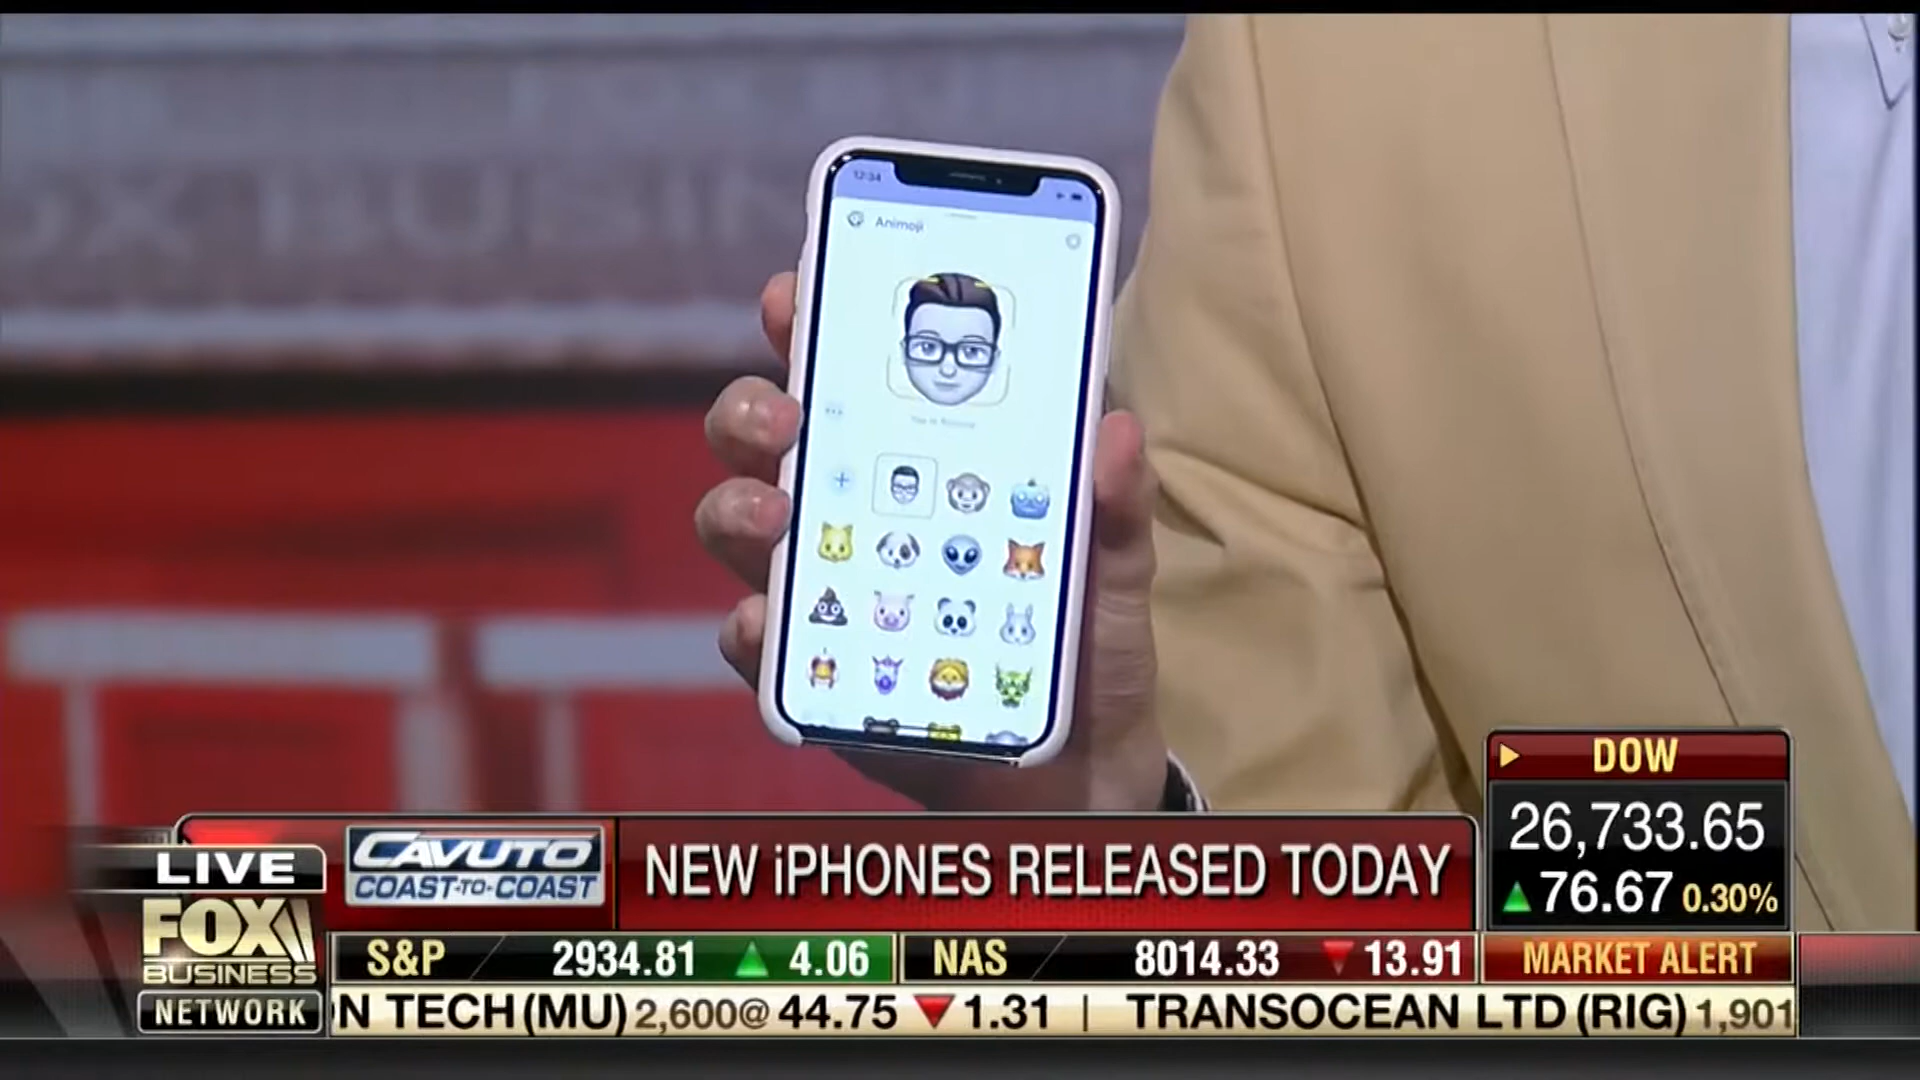 OX BUSIN
12:34
Animoji
DOW
26,733.65
76.67 0.30%
LIVE
CAVUTO
COAST-TO-COAST
NEW iPHONES RELEASED TODAY
FOX
BUSINESS
NETWORK
S&P 2934.81 4.06
NAS 8014.33 13.91
MARKET ALERT
N TECH (MU) 2,600@ 44.75 1.31 | TRANSOCEAN LTD (RIG) 1,901